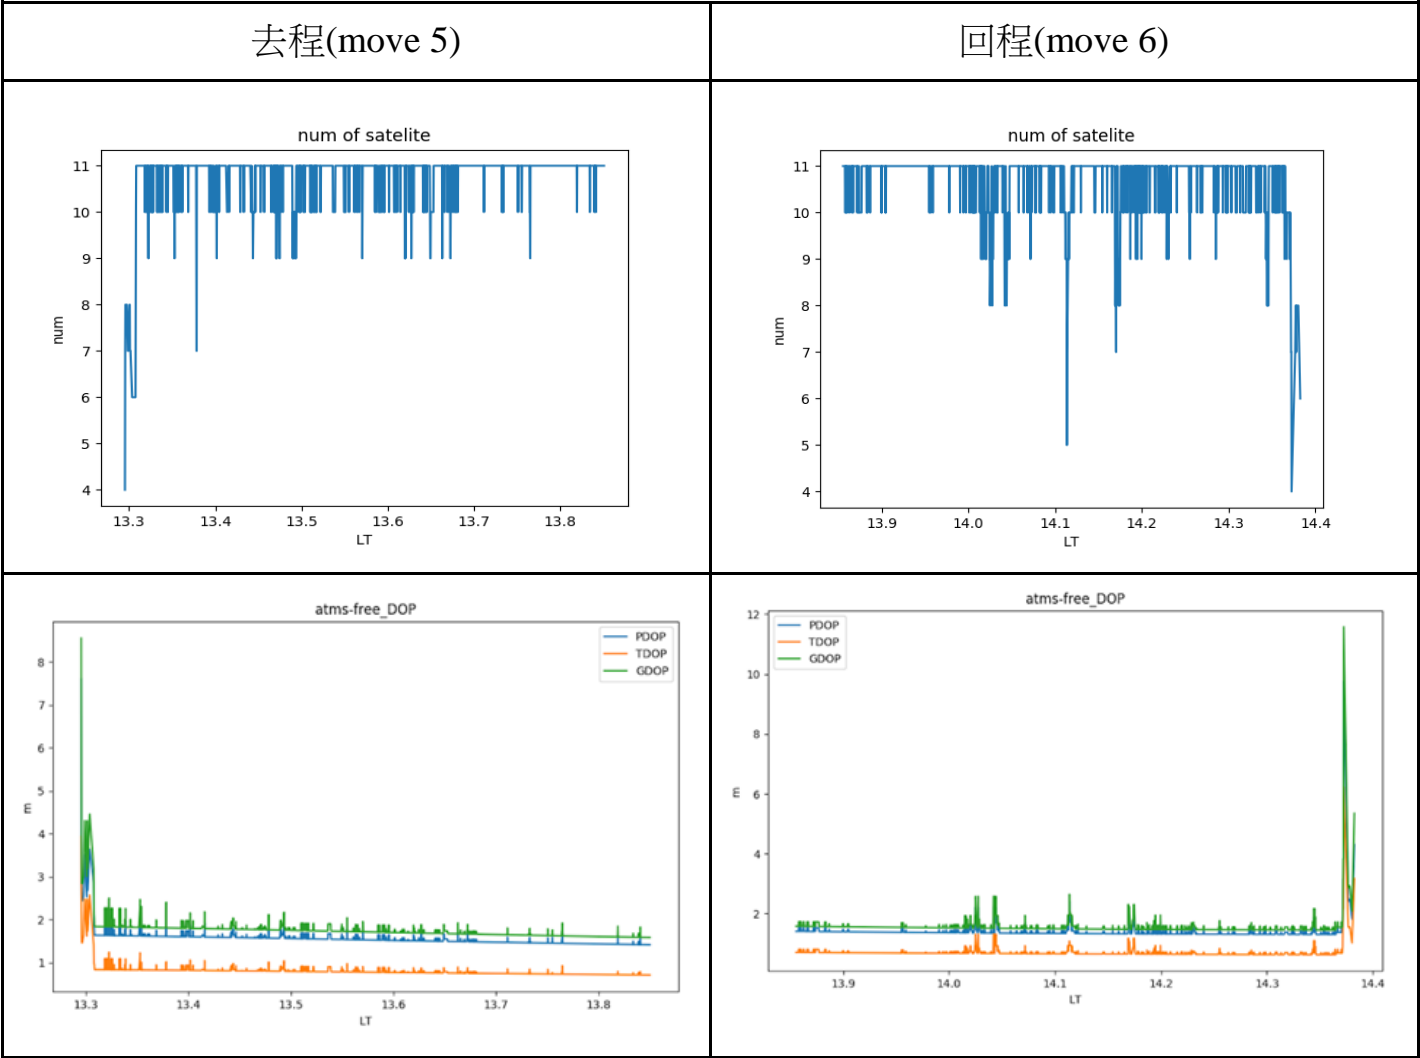 去程(move 5)
回程(move 6)
num of satelite
11
10
9
8
7
6
5
4
num
13.3 13.4 13.5 13.6 13.7 13.8
LT
num of satelite
11
10
9
8
7
6
5
4
num
13.9 14.0 14.1 14.2 14.3 14.4
LT
atms-free_DOP
PDOP
TDOP
GDOP
8
7
6
5
4
3
2
1
m
13.3 13.4 13.5 13.6 13.7 13.8
LT
atms-free_DOP
PDOP
TDOP
GDOP
12
10
8
6
4
2
m
13.9 14.0 14.1 14.2 14.3 14.4
LT